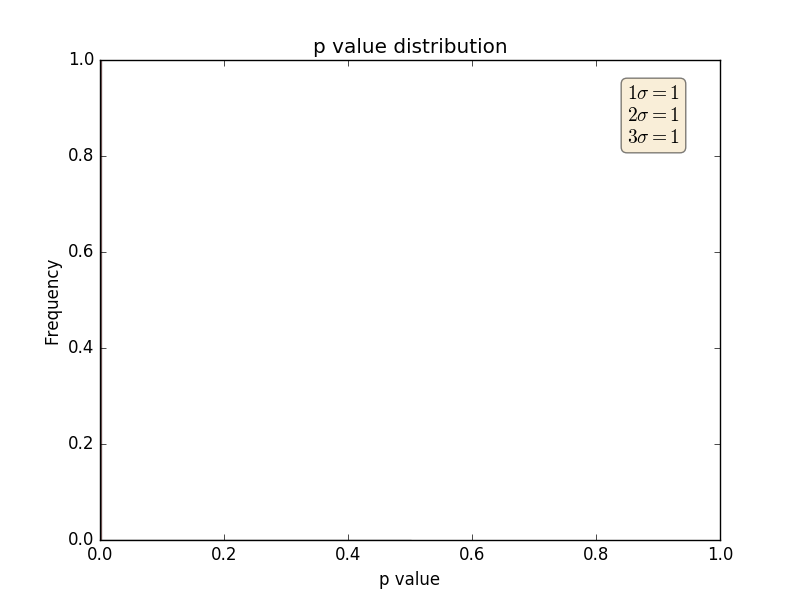 p value distribution
1σ = 1
2σ = 1
3σ = 1
1.0
0.8
0.6
0.4
0.2
0.0
Frequency
0.0 0.2 0.4 0.6 0.8 1.0
p value